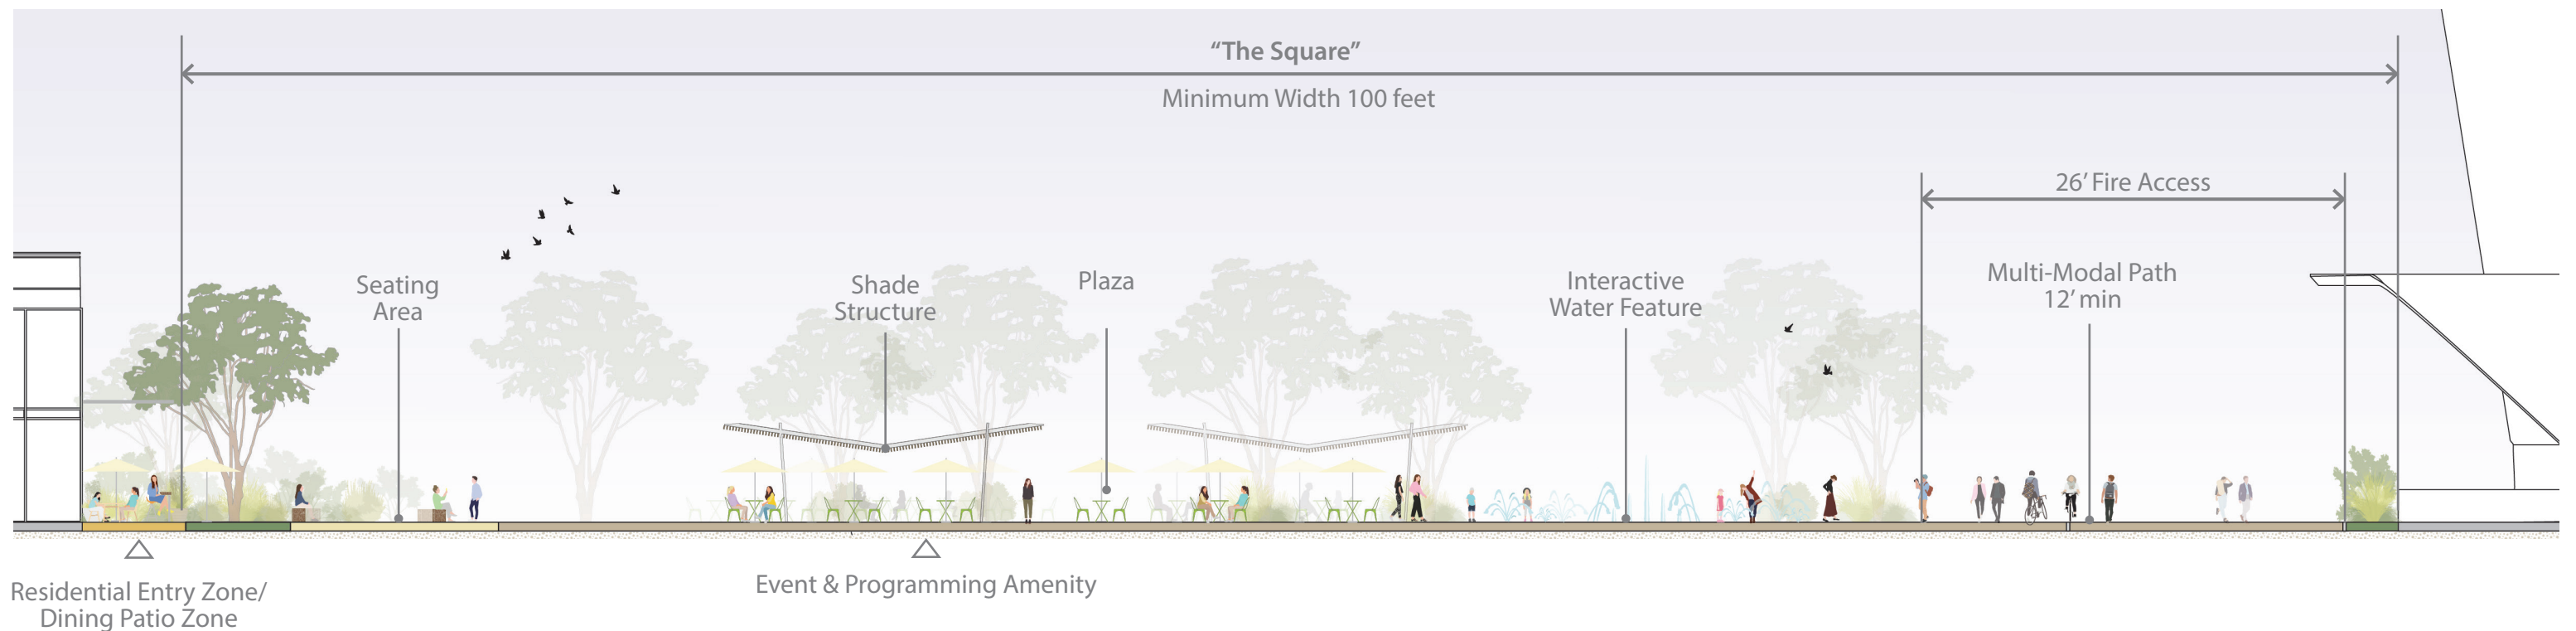 “The Square”
Minimum Width 100 feet
26’ Fire Access
Seating
Area
Shade
Structure
Plaza
Interactive
Water Feature
Multi-Modal Path
12’ min
Residential Entry Zone/
Dining Patio Zone
Event & Programming Amenity